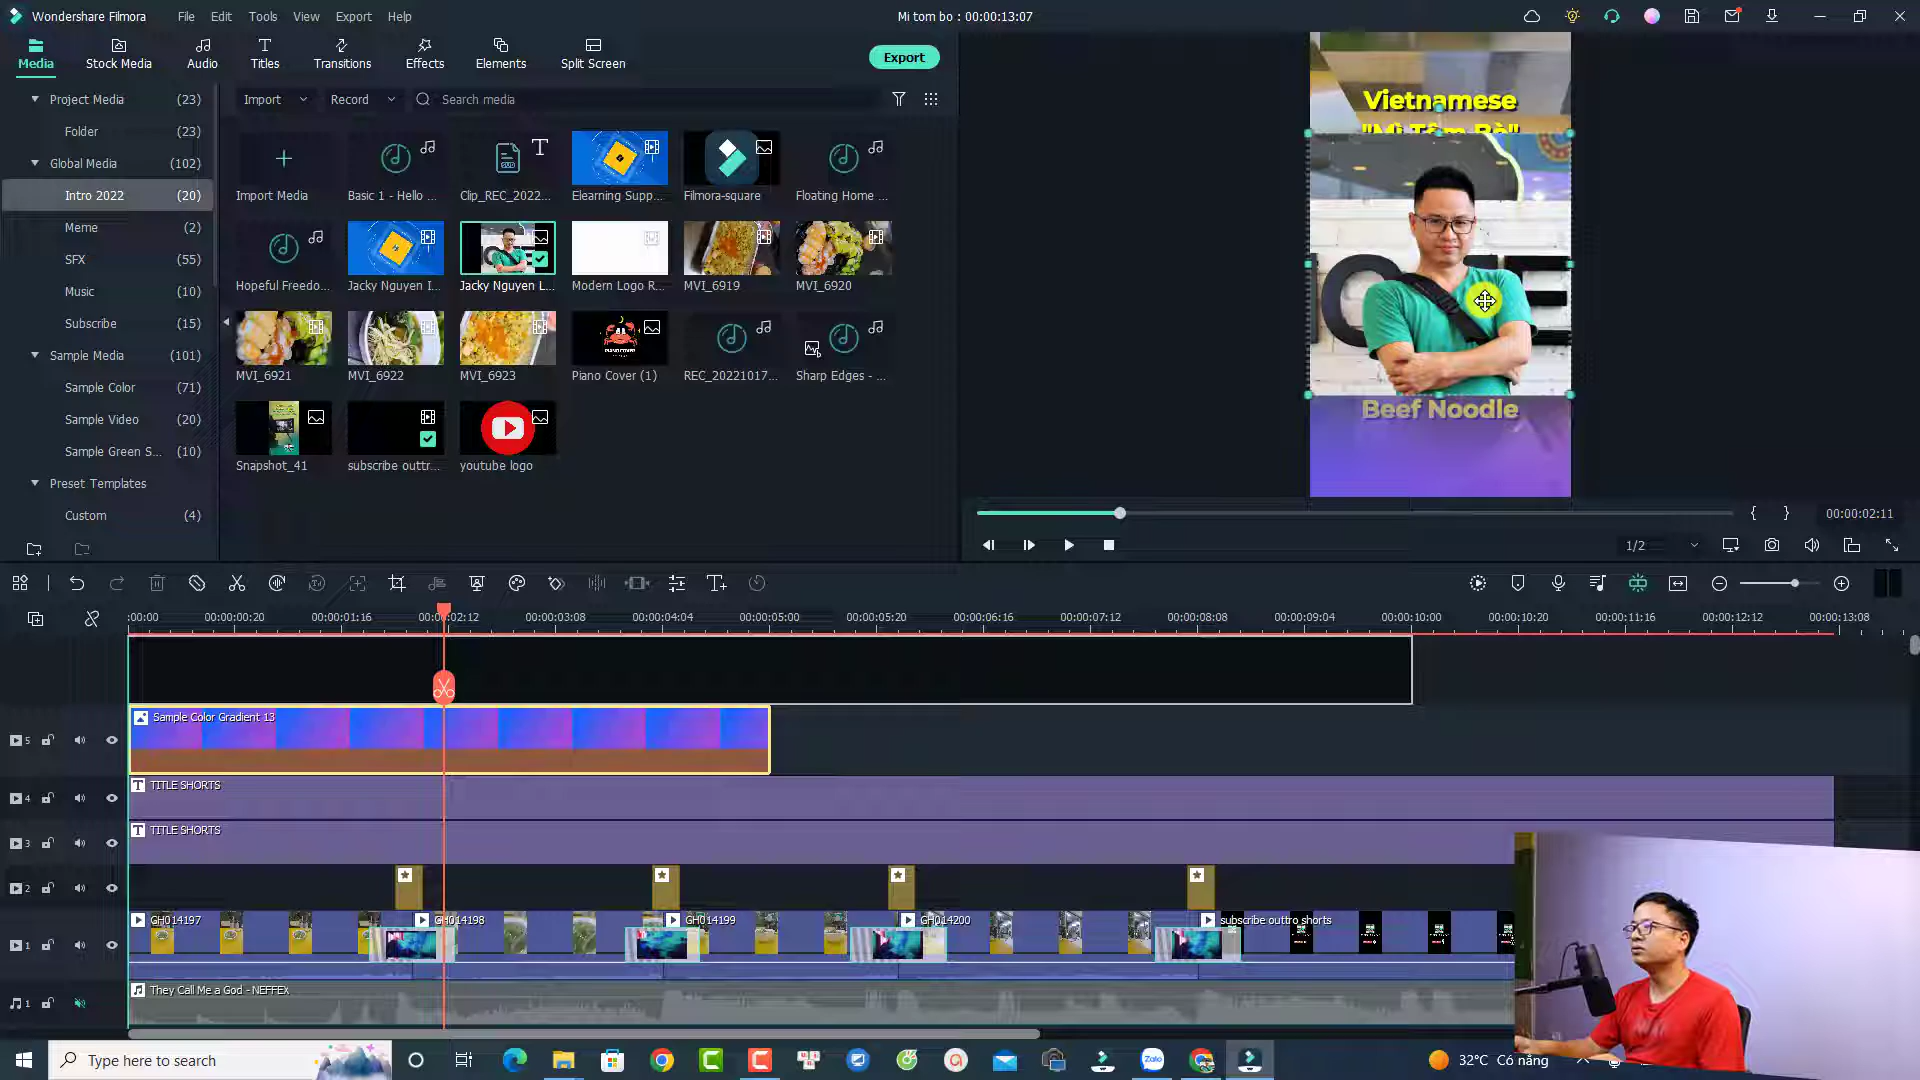 Wondershare Filmora
File Edit Tools View Export Help
Mi tom bo : 00:00:13:07
Media Stock Media Audio Titles Transitions Effects Elements Split Screen
Export
Project Media (23)
Folder (23)
Global Media (102)
Intro 2022 (20)
Meme (2)
SFX (55)
Music (10)
Subscribe (15)
Sample Media (101)
Sample Color (71)
Sample Video (20)
Sample Green S... (10)
Preset Templates
Custom (4)
Import Record Search media
Import Media Basic 1 - Hello ... Clip_REC_2022... Elearning Supp... Filmora-square Floating Home ...
Hopeful Freedo... Jacky Nguyen I... Jacky Nguyen L... Modern Logo R... MVI_6919 MVI_6920
MVI_6921 MVI_6922 MVI_6923 Piano Cover (1) REC_20221017... Sharp Edges - ...
Snapshot_41 subscribe outtr... youtube logo
Vietnamese
"Mì Tôm Bò"
Beef Noodle
00:00:02:11
1/2
:00:00 00:00:00:20 00:00:01:16 00:00:02:12 00:00:03:08 00:00:04:04 00:00:05:00 00:00:05:20 00:00:06:16 00:00:07:12 00:00:08:08 00:00:09:04 00:00:10:00 00:00:10:20 00:00:11:16 00:00:12:12 00:00:13:08
5
Sample Color Gradient 13
4
TITLE SHORTS
3
TITLE SHORTS
2
1
GH014197 GH014198 GH014199 GH014200 subscribe outtro shorts
1
They Call Me a God - NEFFEX
Type here to search
Zalo
32°C Có nắng